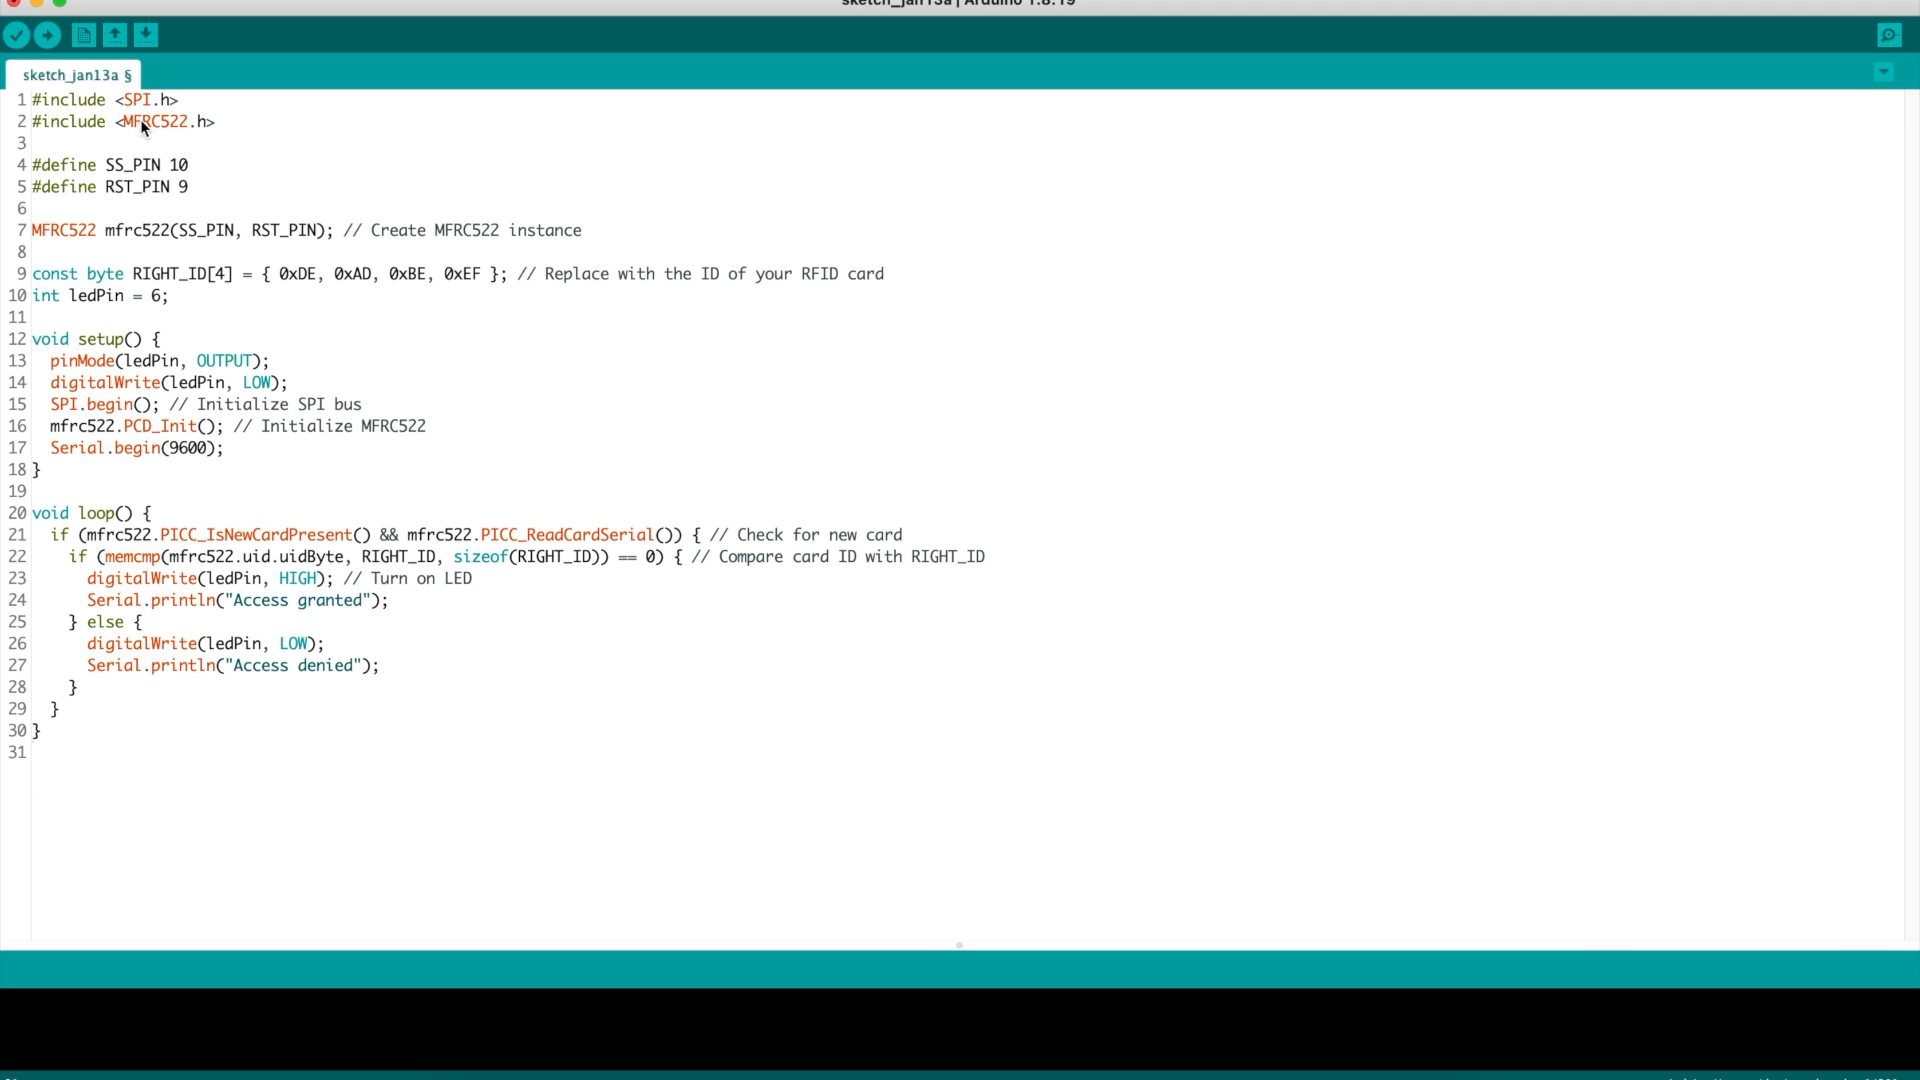 sketch_jan13a | Arduino 1.8.19
sketch_jan13a §
1 #include <SPI.h>
2 #include <MFRC522.h>
3
4 #define SS_PIN 10
5 #define RST_PIN 9
6
7 MFRC522 mfrc522(SS_PIN, RST_PIN); // Create MFRC522 instance
8
9 const byte RIGHT_ID[4] = { 0xDE, 0xAD, 0xBE, 0xEF }; // Replace with the ID of your RFID card
10 int ledPin = 6;
11
12 void setup() {
13   pinMode(ledPin, OUTPUT);
14   digitalWrite(ledPin, LOW);
15   SPI.begin(); // Initialize SPI bus
16   mfrc522.PCD_Init(); // Initialize MFRC522
17   Serial.begin(9600);
18 }
19
20 void loop() {
21   if (mfrc522.PICC_IsNewCardPresent() && mfrc522.PICC_ReadCardSerial()) { // Check for new card
22     if (memcmp(mfrc522.uid.uidByte, RIGHT_ID, sizeof(RIGHT_ID)) == 0) { // Compare card ID with RIGHT_ID
23       digitalWrite(ledPin, HIGH); // Turn on LED
24       Serial.println("Access granted");
25     } else {
26       digitalWrite(ledPin, LOW);
27       Serial.println("Access denied");
28     }
29   }
30 }
31